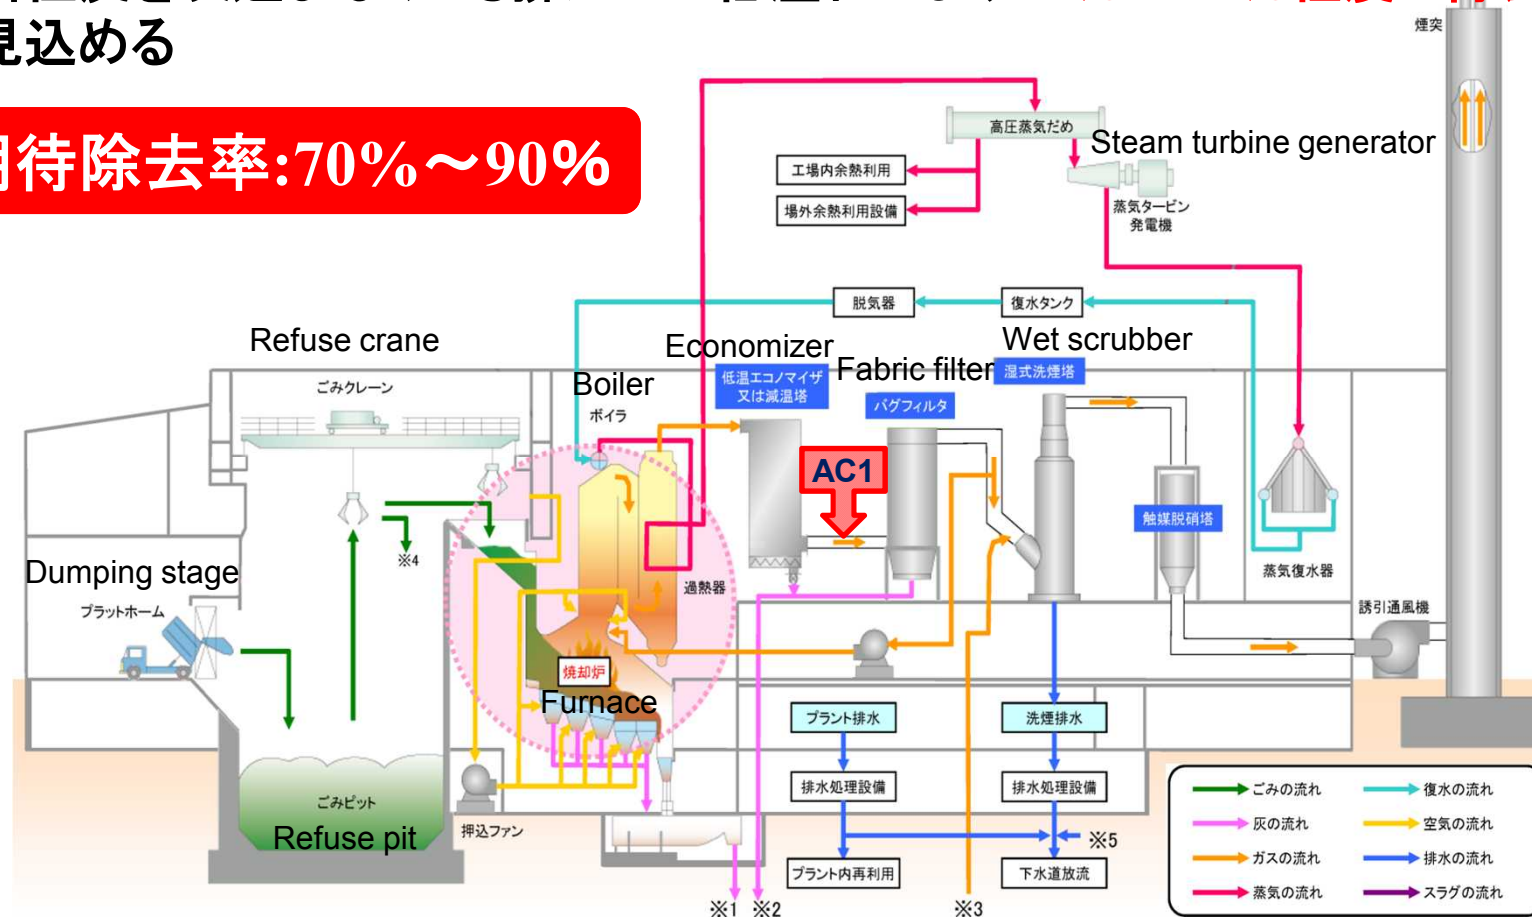 見込める
待除去率:70%～90%
煙突
高圧蒸気だめ
Steam turbine generator
工場内余熱利用
場外余熱利用設備
蒸気タービン
発電機
脱気器
復水タンク
Refuse crane
ごみクレーン
Boiler
ボイラ
Economizer
低温エコノマイザ
又は減温塔
Fabric filter
バグフィルタ
Wet scrubber
湿式洗煙塔
AC1
触媒脱硝塔
蒸気復水器
※4
Dumping stage
プラットホーム
過熱器
誘引通風機
焼却炉
Furnace
プラント排水
洗煙排水
ごみピット
Refuse pit
押込ファン
排水処理設備
排水処理設備
※5
プラント内再利用
下水道放流
※1
※2
※3
ごみの流れ
復水の流れ
灰の流れ
空気の流れ
ガスの流れ
排水の流れ
蒸気の流れ
スラグの流れ